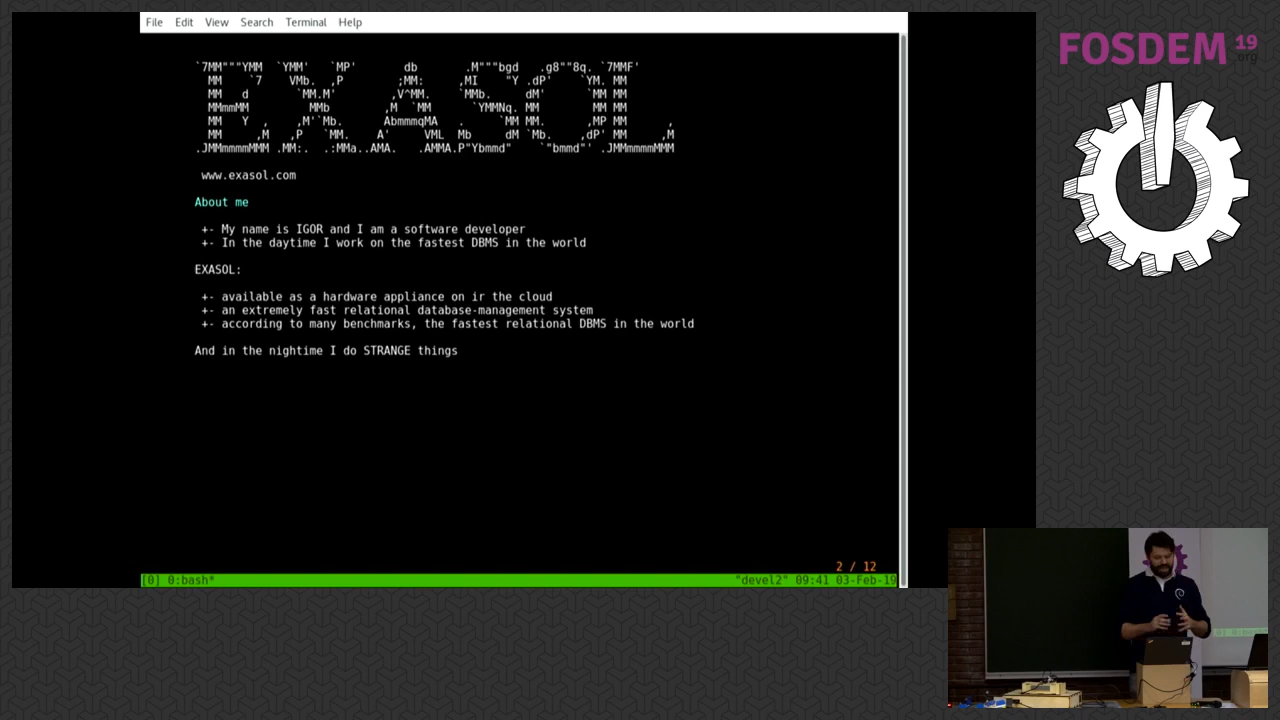 File Edit View Search Terminal Help
EXASOL
www.exasol.com
About me
+- My name is IGOR and I am a software developer
+- In the daytime I work on the fastest DBMS in the world
EXASOL:
+- available as a hardware appliance on ir the cloud
+- an extremely fast relational database-management system
+- according to many benchmarks, the fastest relational DBMS in the world
And in the nightime I do STRANGE things
2 / 12
[0] 0:bash* "devel2" 09:41 03-Feb-19
FOSDEM 19
.org